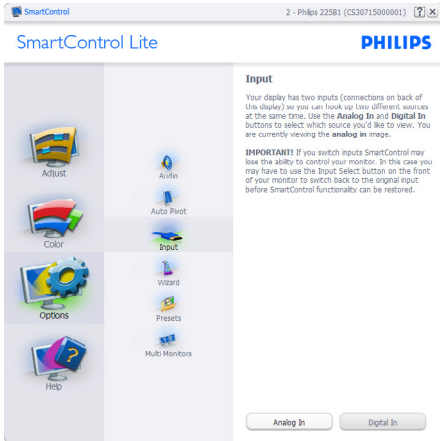 SmartControl
2 - Philips 225B1 (CS30715000001)
? X
SmartControl Lite
PHILIPS
Adjust
Color
Options
Help
Audio
Auto Pivot
Input
Wizard
Presets
Multi Monitors
Input
Your display has two inputs (connections on back of
this display) so you can hook up two different sources
at the same time. Use the Analog In and Digital In
buttons to select which source you'd like to view. You
are currently viewing the analog in image.
IMPORTANT! If you switch inputs SmartControl may
lose the ability to control your monitor. In this case you
may have to use the Input Select button on the front
of your monitor to switch back to the original input
before SmartControl functionality can be restored.
Analog In
Digital In